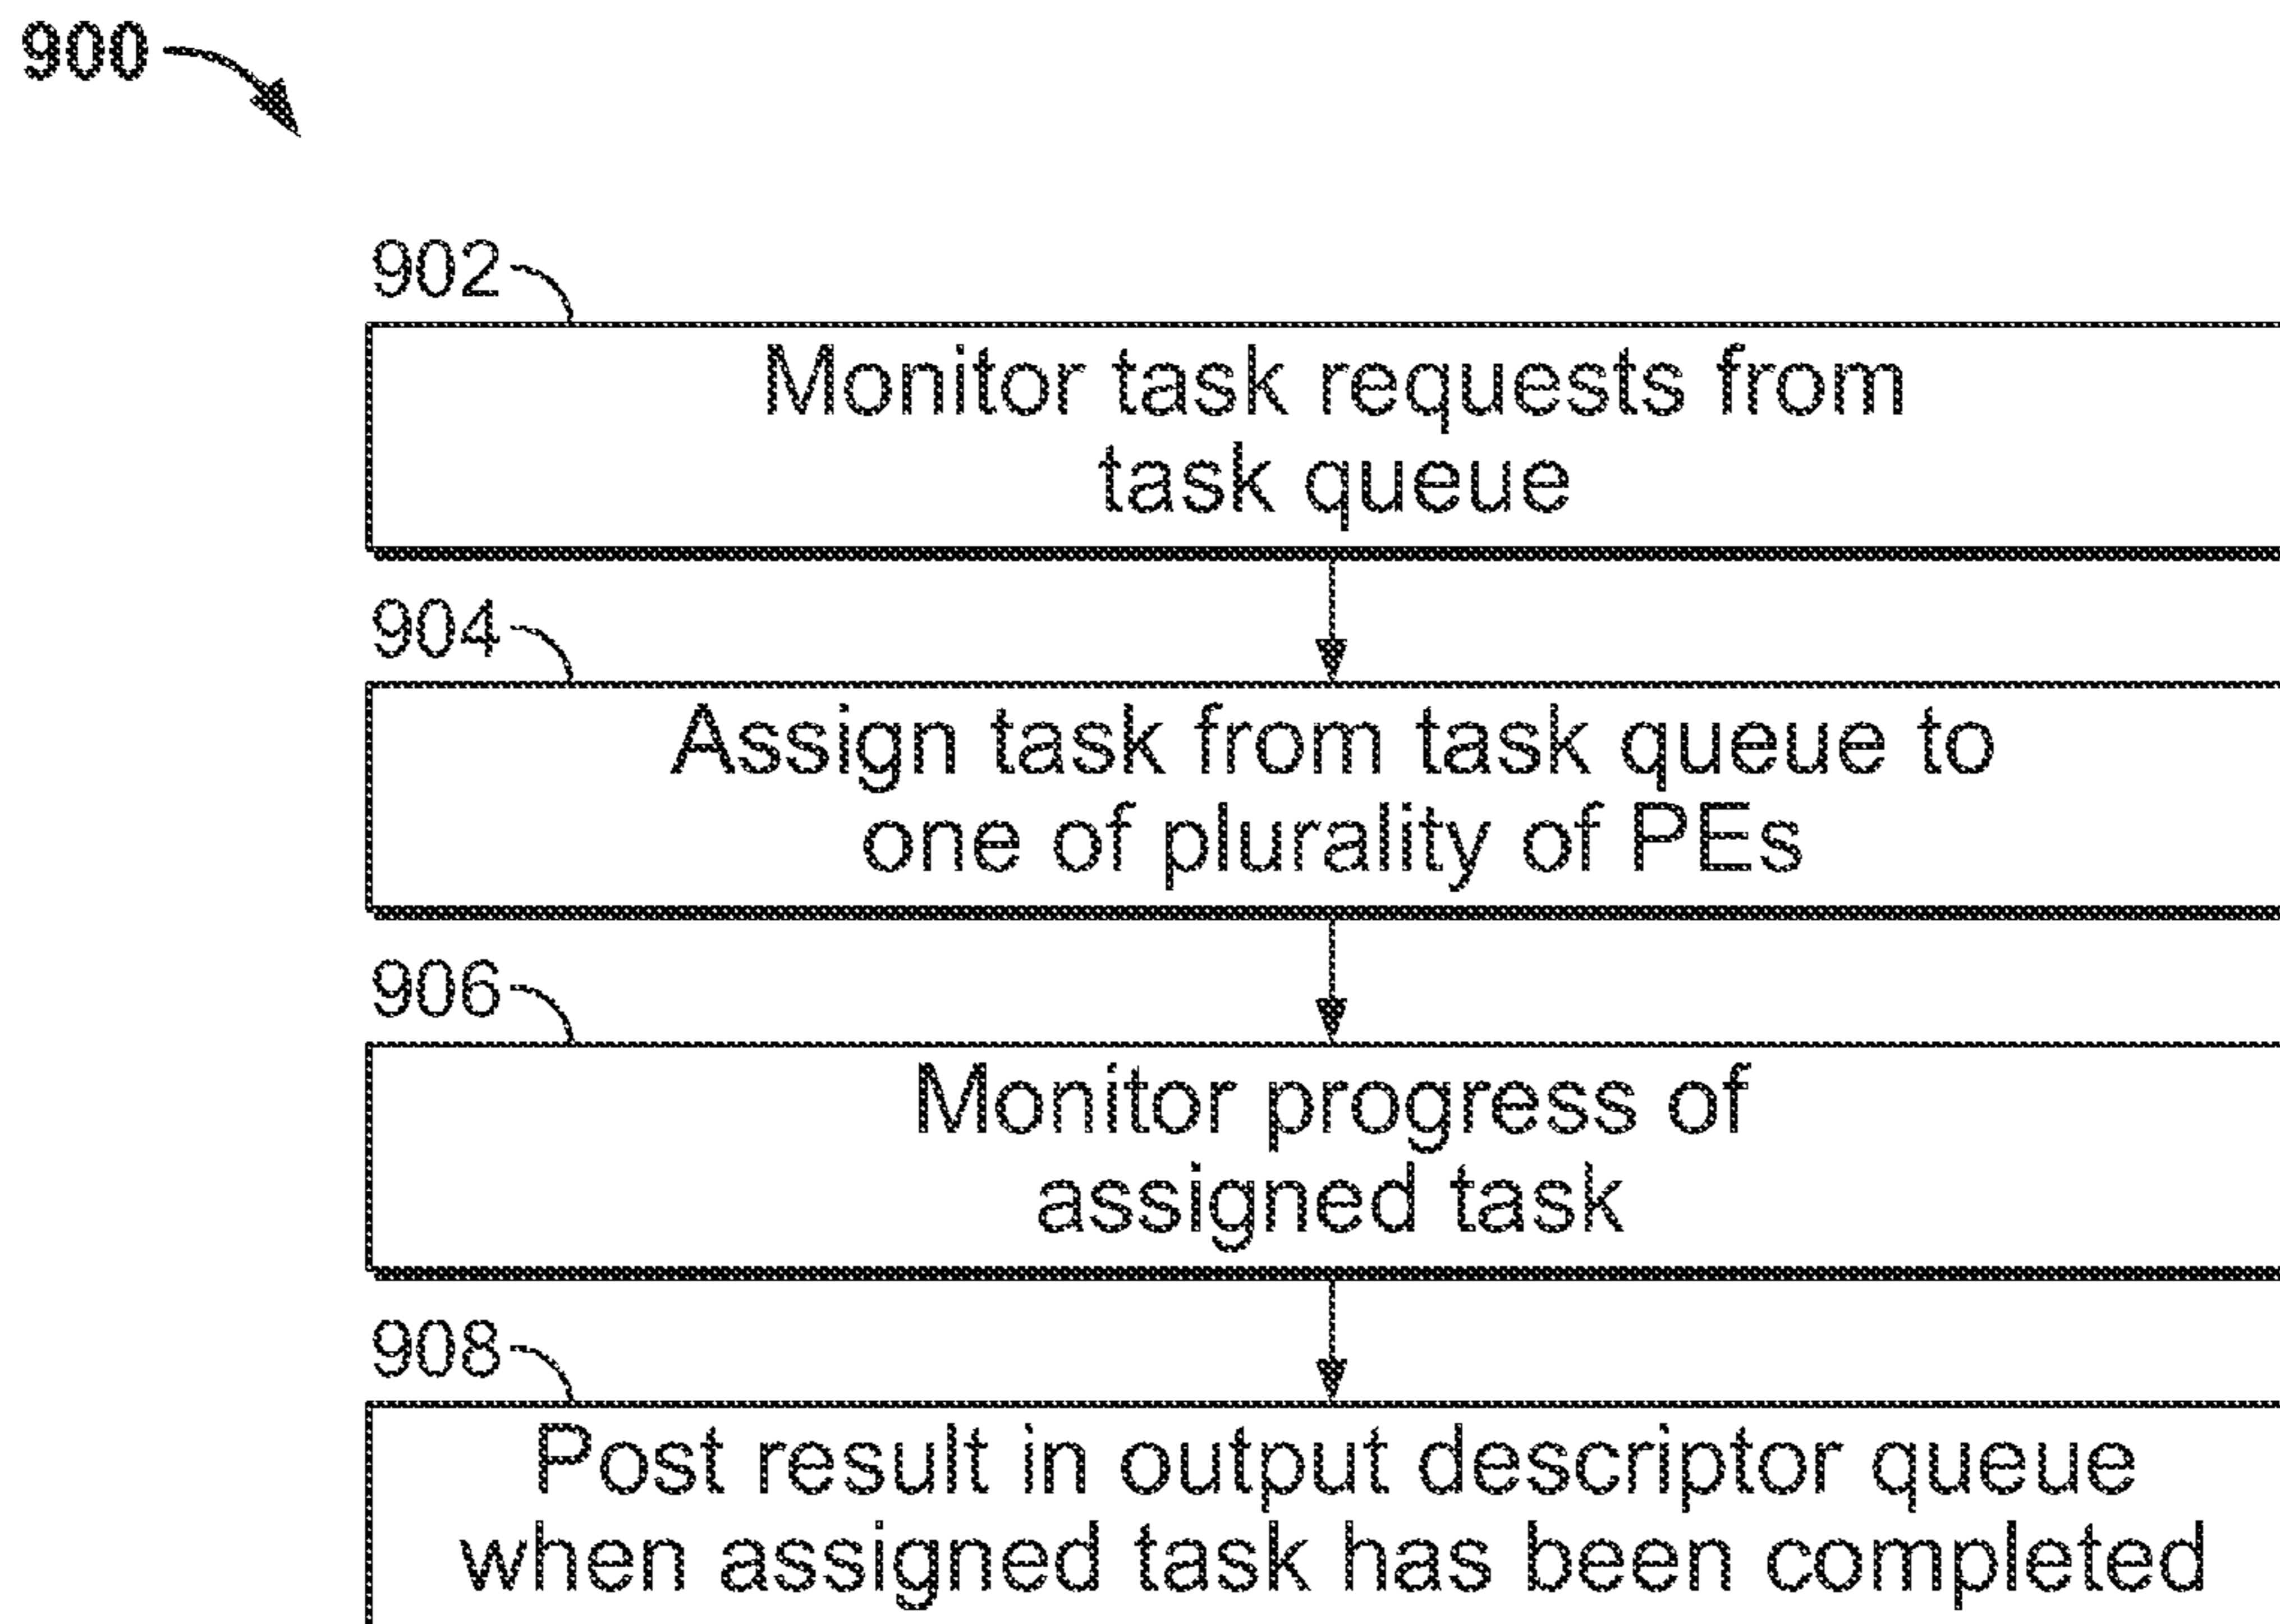 900
902
Monitor task requests from
task queue
904
Assign task from task queue to
one of plurality of PEs
906
Monitor progress of
assigned task
908
Post result in output descriptor queue
when assigned task has been completed